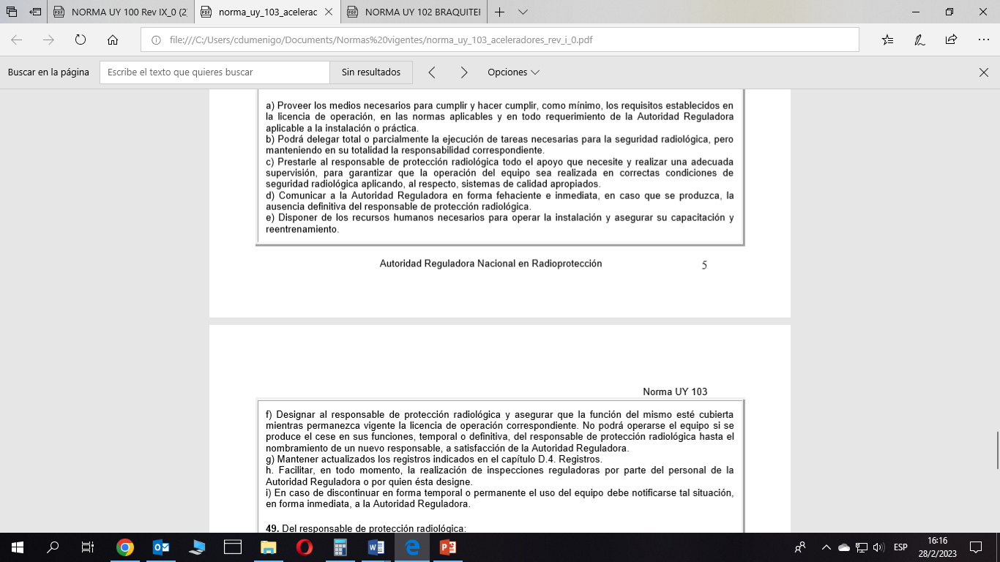 NORMA UY 100 Rev IX_0 (2)
norma_uy_103_acelerac
NORMA UY 102 BRAQUITEI
file:///C:/Users/cdumenigo/Documents/Normas%20vigentes/norma_uy_103_aceleradores_rev_i_0.pdf
Buscar en la página
Escribe el texto que quieres buscar
Sin resultados
Opciones
a) Proveer los medios necesarios para cumplir y hacer cumplir, como mínimo, los requisitos establecidos en
la licencia de operación, en las normas aplicables y en todo requerimiento de la Autoridad Reguladora
aplicable a la instalación o práctica.
b) Podrá delegar total o parcialmente la ejecución de tareas necesarias para la seguridad radiológica, pero
manteniendo en su totalidad la responsabilidad correspondiente.
c) Prestarle al responsable de protección radiológica todo el apoyo que necesite y realizar una adecuada
supervisión, para garantizar que la operación del equipo sea realizada en correctas condiciones de
seguridad radiológica aplicando, al respecto, sistemas de calidad apropiados.
d) Comunicar a la Autoridad Reguladora en forma fehaciente e inmediata, en caso que se produzca, la
ausencia definitiva del responsable de protección radiológica.
e) Disponer de los recursos humanos necesarios para operar la instalación y asegurar su capacitación y
reentrenamiento.
Autoridad Reguladora Nacional en Radioprotección 5
Norma UY 103
f) Designar al responsable de protección radiológica y asegurar que la función del mismo esté cubierta
mientras permanezca vigente la licencia de operación correspondiente. No podrá operarse el equipo si se
produce el cese en sus funciones, temporal o definitiva, del responsable de protección radiológica hasta el
nombramiento de un nuevo responsable, a satisfacción de la Autoridad Reguladora.
g) Mantener actualizados los registros indicados en el capítulo D.4. Registros.
h. Facilitar, en todo momento, la realización de inspecciones reguladoras por parte del personal de la
Autoridad Reguladora o por quien ésta designe.
i) En caso de discontinuar en forma temporal o permanente el uso del equipo debe notificarse tal situación,
en forma inmediata, a la Autoridad Reguladora.
49. Del responsable de protección radiológica:
ESP
16:16
28/2/2023